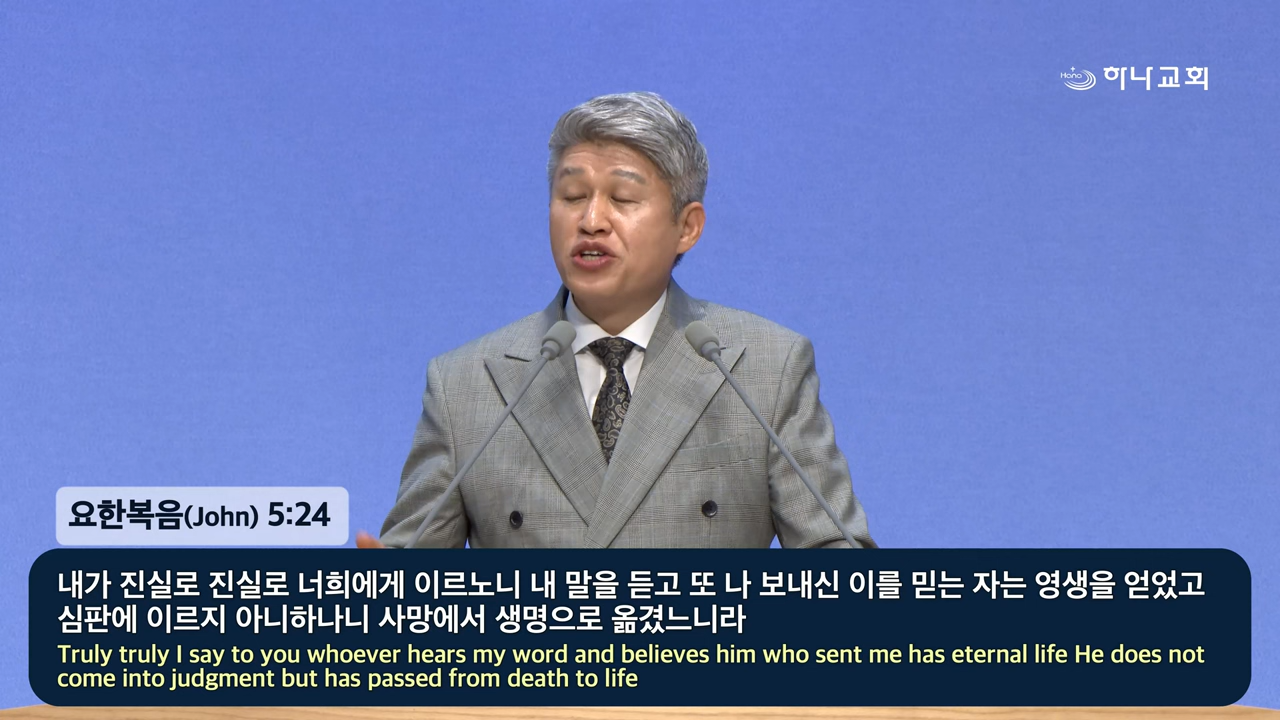 Hana 하나교회
요한복음(John) 5:24
내가 진실로 진실로 너희에게 이르노니 내 말을 듣고 또 나 보내신 이를 믿는 자는 영생을 얻었고
심판에 이르지 아니하나니 사망에서 생명으로 옮겼느니라
Truly truly I say to you whoever hears my word and believes him who sent me has eternal life He does not
come into judgment but has passed from death to life